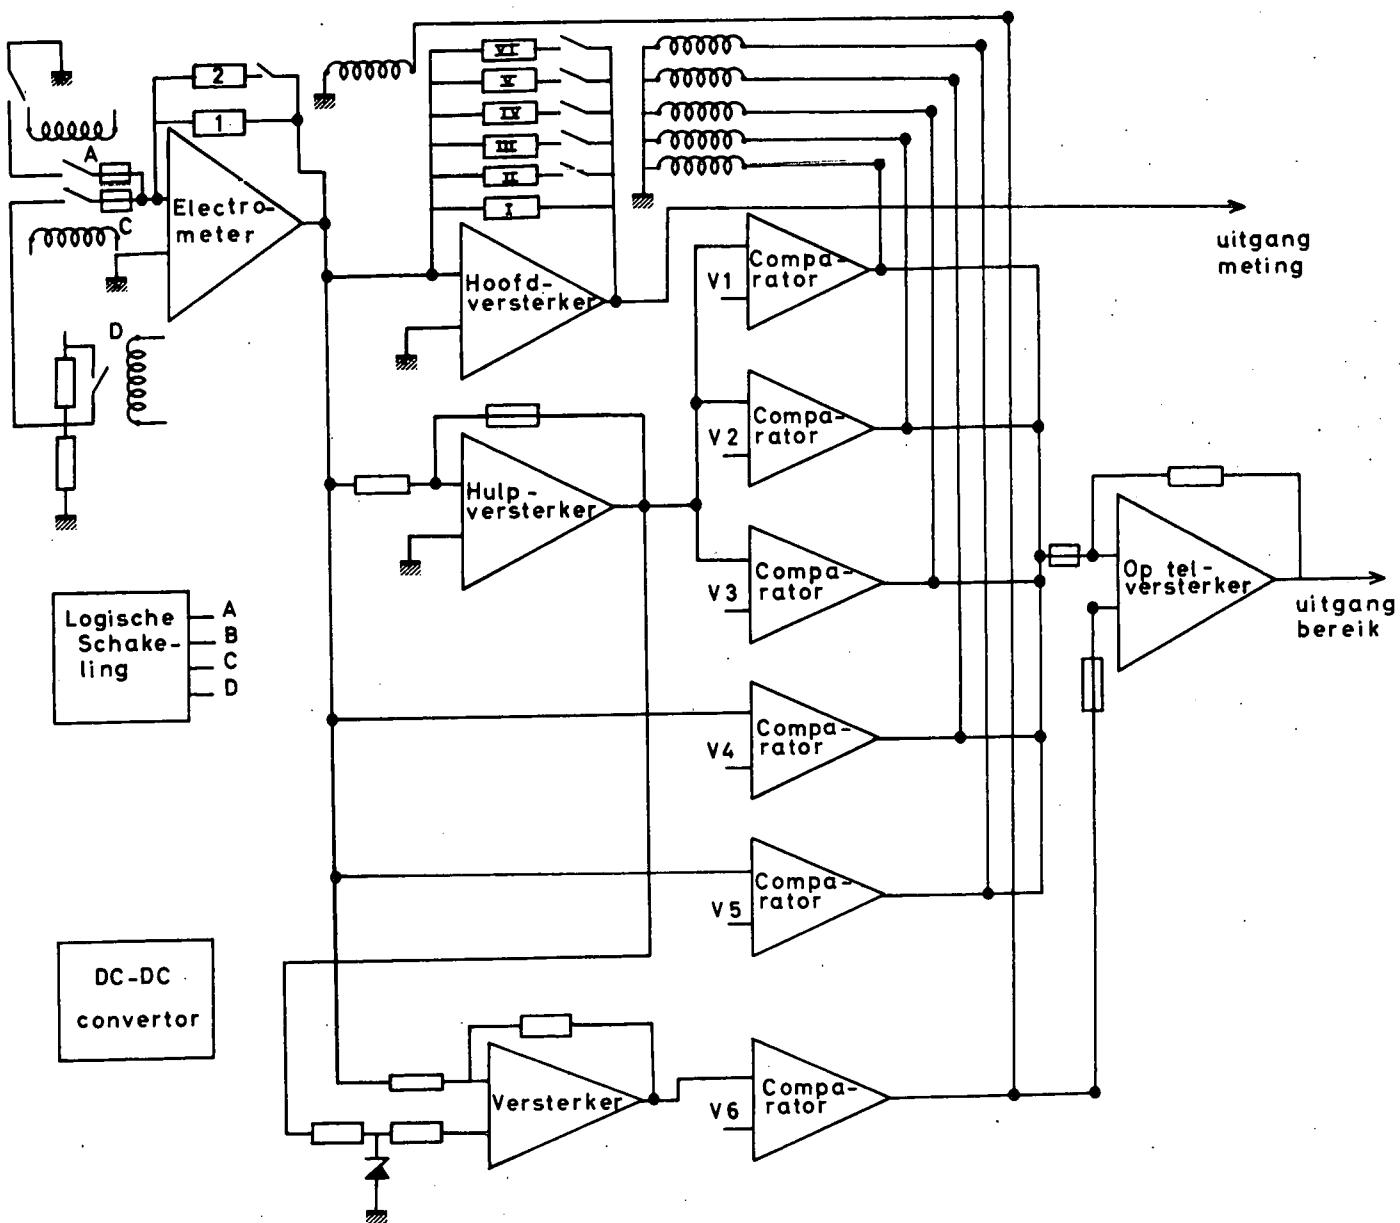 VI
V
IV
III
II
I
2
1
A
C
Electro-
meter
D
Hoofd-
versterker
V1
Compa-
rator
uitgang
meting
V2
Compa-
rator
Hulp-
versterker
V3
Compa-
rator
Op tel-
versterker
uitgang
bereik
Logische
Schake-
ling
A
B
C
D
V4
Compa-
rator
V5
Compa-
rator
DC-DC
convertor
Versterker
V6
Compa-
rator